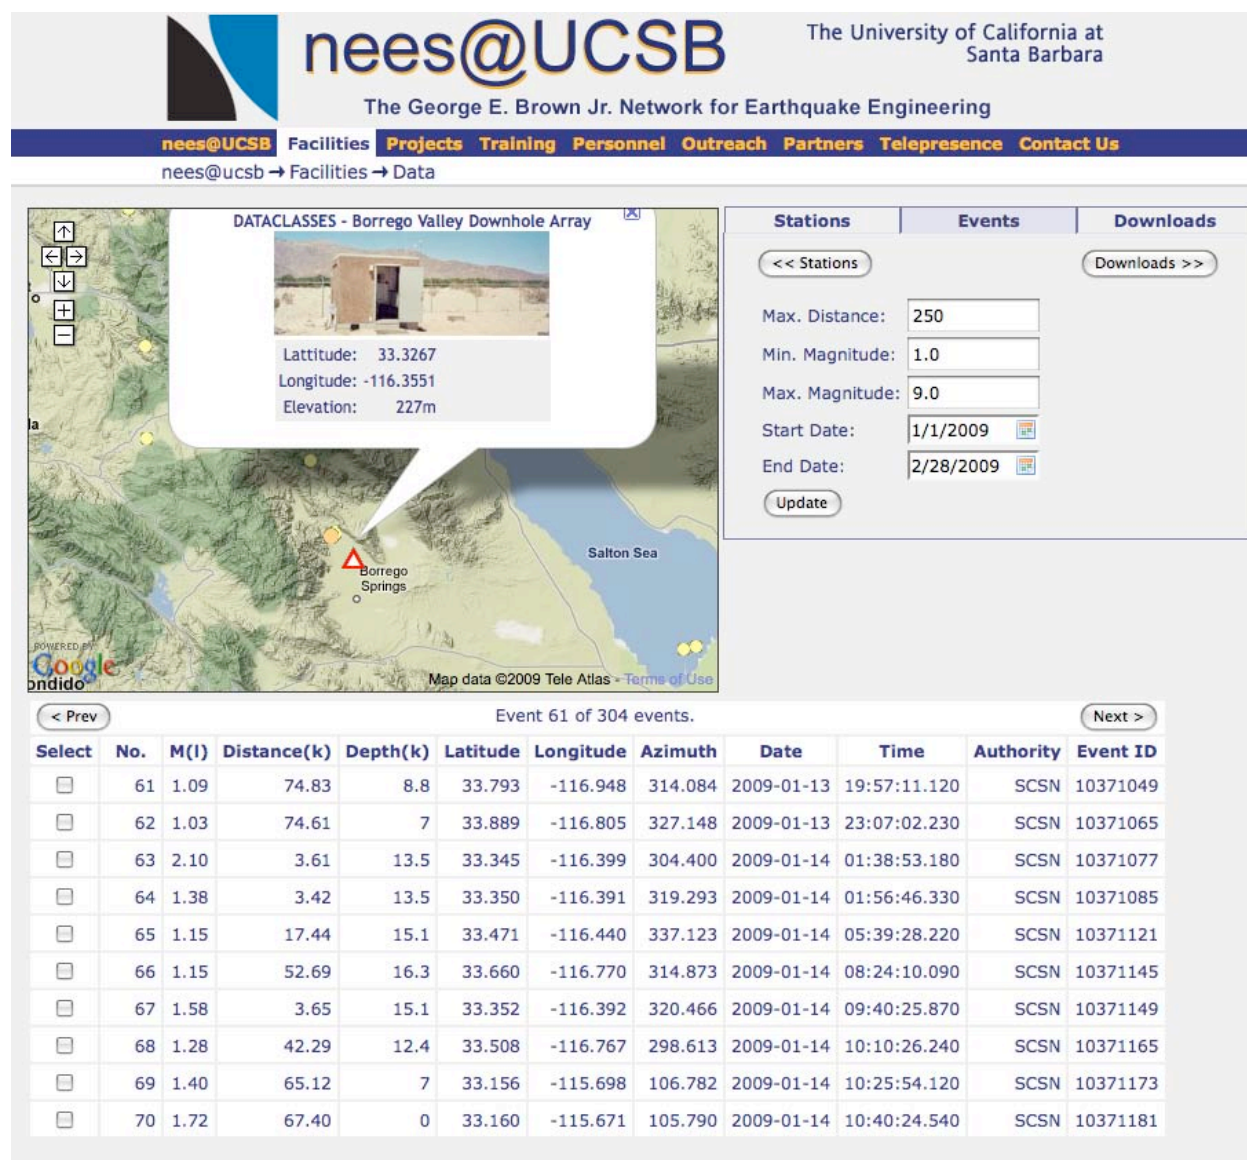 nees@UCSB
The University of California at
Santa Barbara
The George E. Brown Jr. Network for Earthquake Engineering
nees@UCSB Facilities Projects Training Personnel Outreach Partners Telepresence Contact Us
nees@ucsb → Facilities → Data
DATACLASSES - Borrego Valley Downhole Array
Lattitude: 33.3267
Longitude: -116.3551
Elevation: 227m
la
Salton Sea
Borrego
Springs
POWERED BY
Google
ondido
Map data ©2009 Tele Atlas - Terms of Use
Stations Events Downloads
<< Stations Downloads >>
Max. Distance: 250
Min. Magnitude: 1.0
Max. Magnitude: 9.0
Start Date: 1/1/2009
End Date: 2/28/2009
Update
< Prev Event 61 of 304 events. Next >
Select No. M(l) Distance(k) Depth(k) Latitude Longitude Azimuth Date Time Authority Event ID
61 1.09 74.83 8.8 33.793 -116.948 314.084 2009-01-13 19:57:11.120 SCSN 10371049
62 1.03 74.61 7 33.889 -116.805 327.148 2009-01-13 23:07:02.230 SCSN 10371065
63 2.10 3.61 13.5 33.345 -116.399 304.400 2009-01-14 01:38:53.180 SCSN 10371077
64 1.38 3.42 13.5 33.350 -116.391 319.293 2009-01-14 01:56:46.330 SCSN 10371085
65 1.15 17.44 15.1 33.471 -116.440 337.123 2009-01-14 05:39:28.220 SCSN 10371121
66 1.15 52.69 16.3 33.660 -116.770 314.873 2009-01-14 08:24:10.090 SCSN 10371145
67 1.58 3.65 15.1 33.352 -116.392 320.466 2009-01-14 09:40:25.870 SCSN 10371149
68 1.28 42.29 12.4 33.508 -116.767 298.613 2009-01-14 10:10:26.240 SCSN 10371165
69 1.40 65.12 7 33.156 -115.698 106.782 2009-01-14 10:25:54.120 SCSN 10371173
70 1.72 67.40 0 33.160 -115.671 105.790 2009-01-14 10:40:24.540 SCSN 10371181